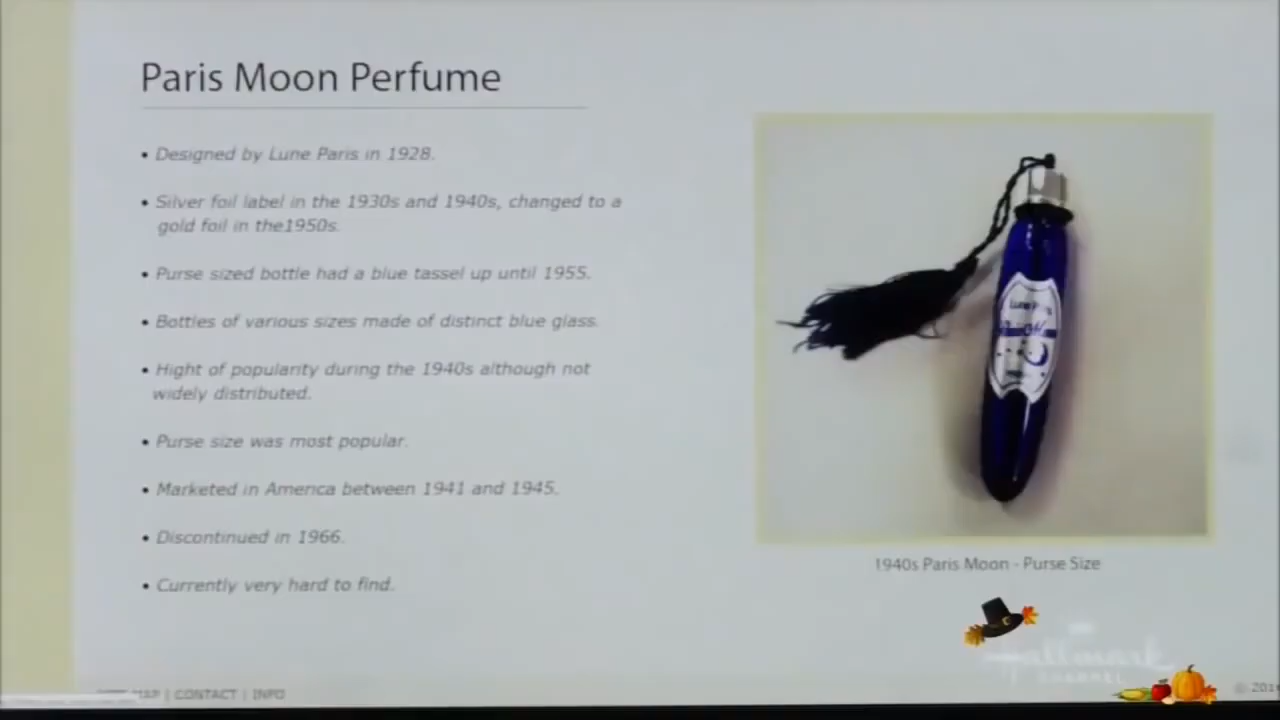 Paris Moon Perfume
• Designed by Lune Paris in 1928.
• Silver foil label in the 1930s and 1940s, changed to a
gold foil in the1950s.
• Purse sized bottle had a blue tassel up until 1955.
• Bottles of various sizes made of distinct blue glass.
• Hight of popularity during the 1940s although not
widely distributed.
• Purse size was most popular.
• Marketed in America between 1941 and 1945.
• Discontinued in 1966.
• Currently very hard to find.
Lune
1940s Paris Moon - Purse Size
Hallmark
CHANNEL
MAP | CONTACT | INFO
©